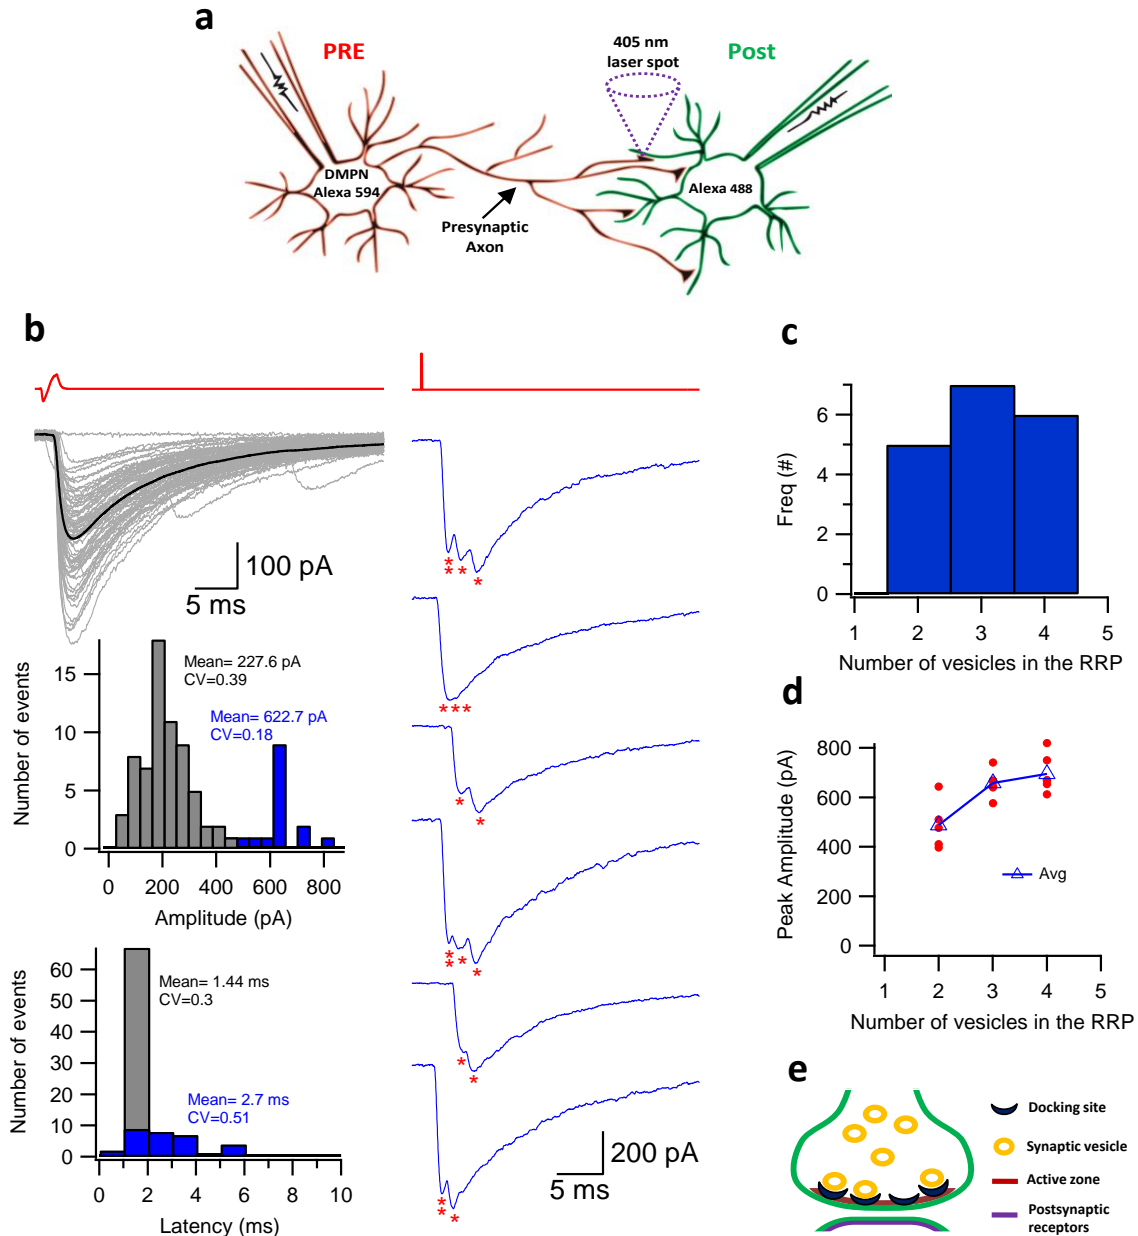 a
PRE
405 nm
laser spot
Post
DMPN
Alexa 594
Alexa 488
Presynaptic
Axon
b
100 pA
5 ms
Number of events
15
10
5
0
Mean= 227.6 pA
CV=0.39
Mean= 622.7 pA
CV=0.18
0 200 400 600 800
Amplitude (pA)
Number of events
60
50
40
30
20
10
0
Mean= 1.44 ms
CV=0.3
Mean= 2.7 ms
CV=0.51
0 2 4 6 8 10
Latency (ms)
*
* * *
* * *
* *
*
* * *
* *
*
* *
200 pA
5 ms
c
Freq (#)
6
4
2
0
1 2 3 4 5
Number of vesicles in the RRP
d
Peak Amplitude (pA)
800
600
400
200
0
Avg
1 2 3 4 5
Number of vesicles in the RRP
e
Docking site
Synaptic vesicle
Active zone
Postsynaptic
receptors